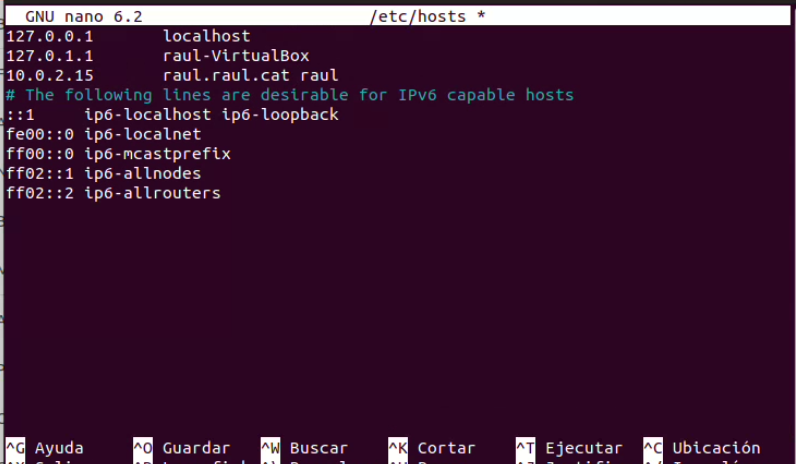 GNU nano 6.2 /etc/hosts *
127.0.0.1 localhost
127.0.1.1 raul-VirtualBox
10.0.2.15 raul.raul.cat raul
# The following lines are desirable for IPv6 capable hosts
::1 ip6-localhost ip6-loopback
fe00::0 ip6-localnet
ff00::0 ip6-mcastprefix
ff02::1 ip6-allnodes
ff02::2 ip6-allrouters
^G Ayuda ^O Guardar ^W Buscar ^K Cortar ^T Ejecutar ^C Ubicación